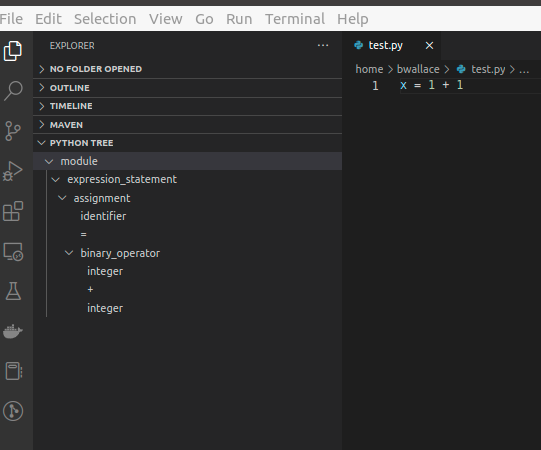 File Edit Selection View Go Run Terminal Help
EXPLORER ...
NO FOLDER OPENED
OUTLINE
TIMELINE
MAVEN
PYTHON TREE
module
expression_statement
assignment
identifier
=
binary_operator
integer
+
integer
test.py
home > bwallace > test.py > ...
1 x = 1 + 1